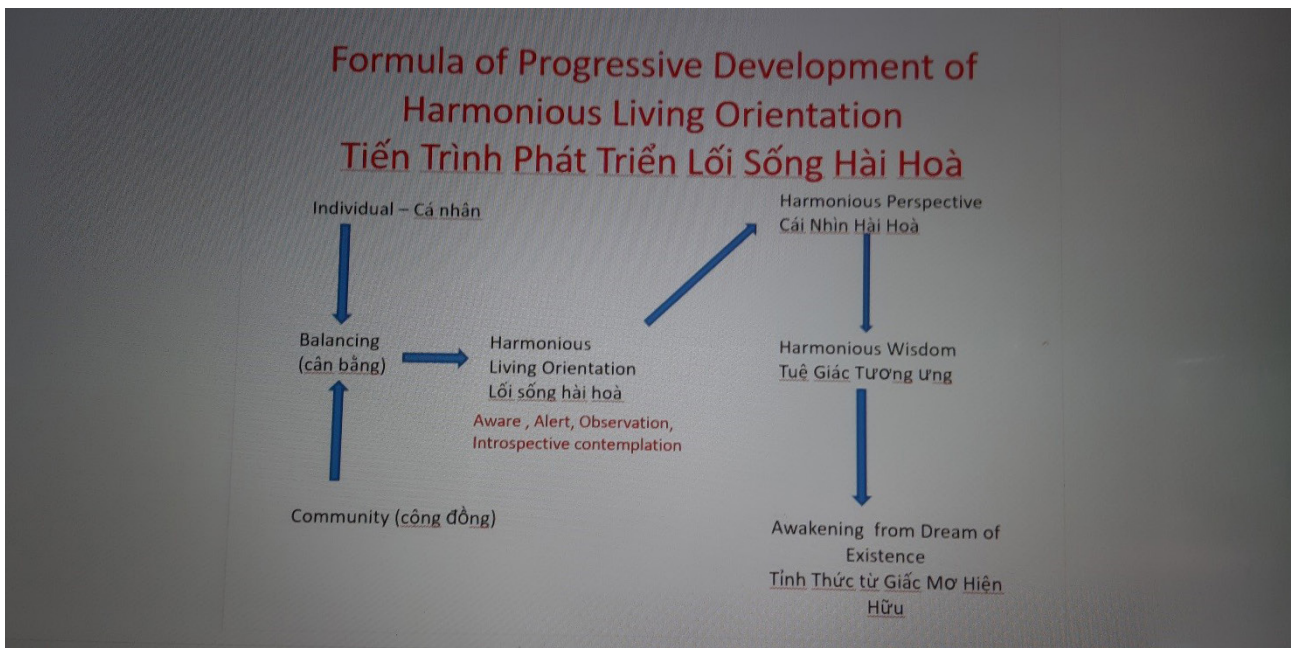 Formula of Progressive Development of
Harmonious Living Orientation
Tiến Trình Phát Triển Lối Sống Hài Hoà
Individual – Cá nhân
Harmonious Perspective
Cái Nhìn Hài Hoà
Balancing
(cân bằng)
Harmonious
Living Orientation
Lối sống hài hoà
Aware , Alert, Observation,
Introspective contemplation
Harmonious Wisdom
Tuệ Giác Tương ưng
Community (cộng đồng)
Awakening from Dream of
Existence
Tỉnh Thức từ Giấc Mơ Hiện
Hữu